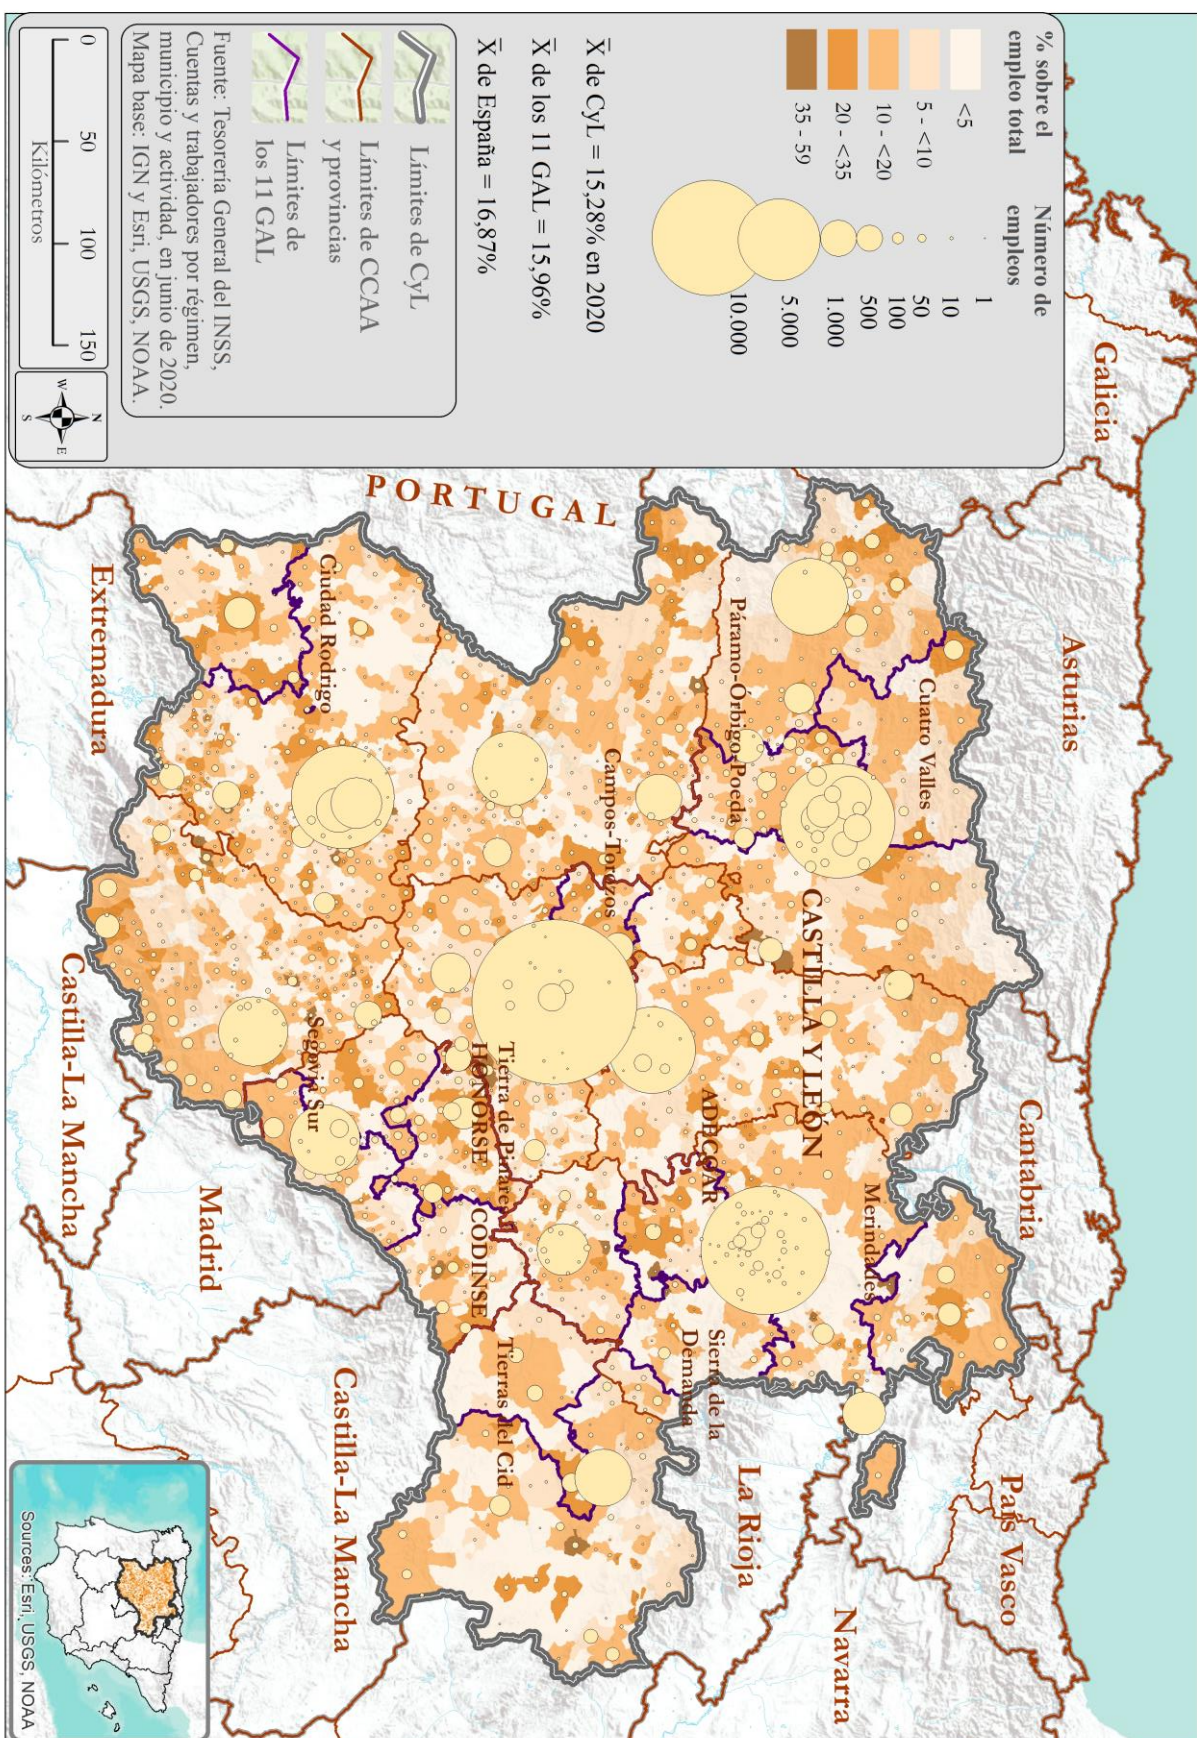 % sobre el
empleo total
<5
5 - <10
10 - <20
20 - <35
35 - 59
Número de
empleos
1
10
50
100
500
1.000
5.000
10.000
X̅ de CyL = 15,28% en 2020
X̅ de los 11 GAL = 15,96%
X̅ de España = 16,87%
Límites de CyL
Límites de CCAA
y provincias
Límites de
los 11 GAL
Fuente: Tesorería General del INSS,
Cuentas y trabajadores por régimen,
municipio y actividad, en junio de 2020.
Mapa base: IGN y Esri, USGS, NOAA.
0
50
100
150
Kilómetros
N
W
E
S
Galicia
Asturias
Cantabria
País Vasco
Navarra
La Rioja
PORTUGAL
Extremadura
Castilla-La Mancha
Madrid
Castilla-La Mancha
CASTILLA Y LEÓN
Cuatro Valles
Páramo-Órbigo-Poeda
Merindades
Campos-Torozos
ADECOAR
Sierra de la
Demanda
Ciudad Rodrigo
Tierra de Pinares
HONORSE
CODINSE
Segovia Sur
Tierras del Cid
Sources: Esri, USGS, NOAA